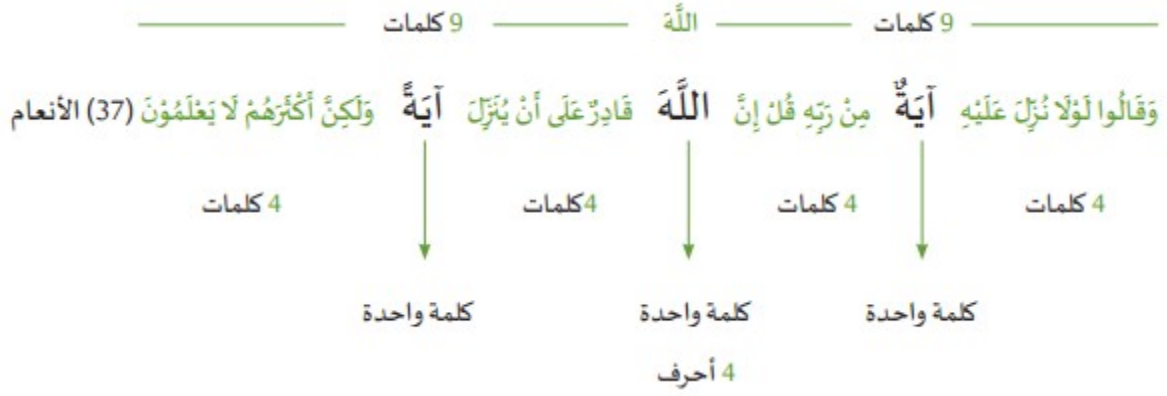 9 كلمات اللَّهَ 9 كلمات
وَقَالُوا لَوْلَا نُزِّلَ عَلَيْهِ آيَةٌ مِنْ رَبِّهِ قُلْ إِنَّ اللَّهَ قَادِرٌ عَلَى أَنْ يُنَزِّلَ آيَةً وَلَكِنَّ أَكْثَرَهُمْ لَا يَعْلَمُوْنَ (37) الأنعام
4 كلمات 4 كلمات 4كلمات 4 كلمات
كلمة واحدة كلمة واحدة كلمة واحدة
4 أحرف